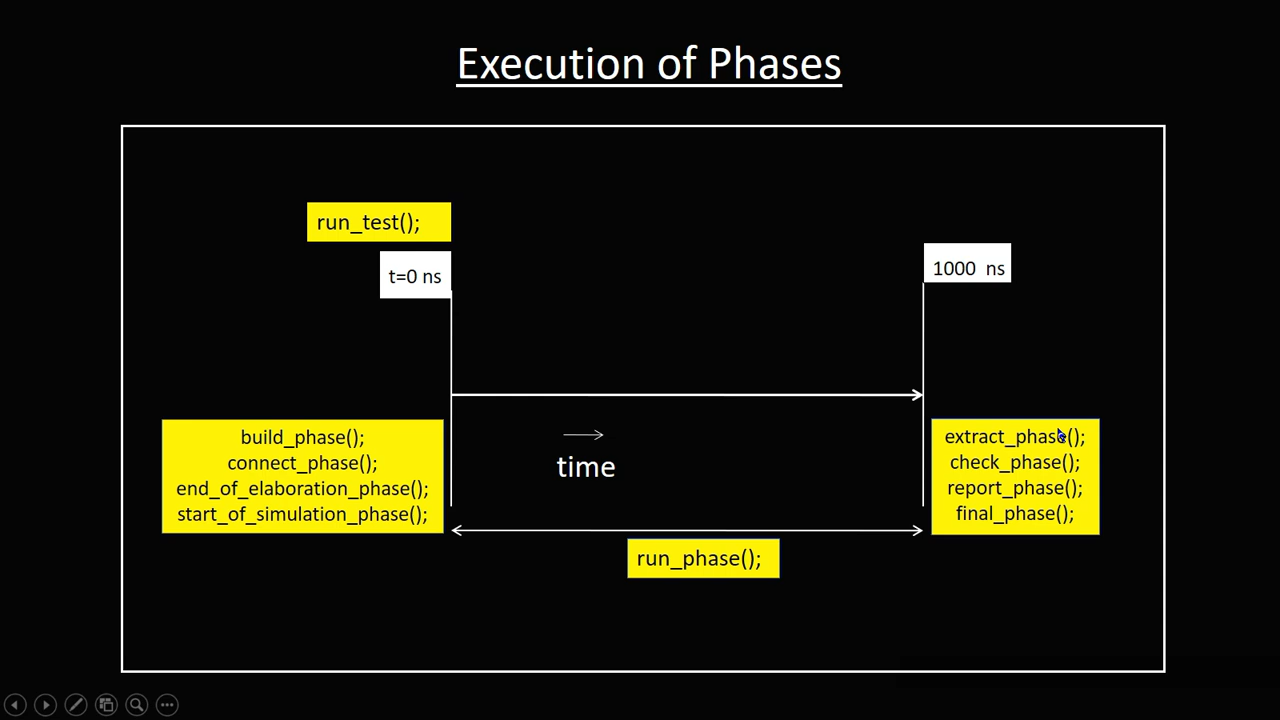 Execution of Phases
run_test();
t=0 ns
1000 ns
build_phase();
connect_phase();
end_of_elaboration_phase();
start_of_simulation_phase();
time
extract_phase();
check_phase();
report_phase();
final_phase();
run_phase();